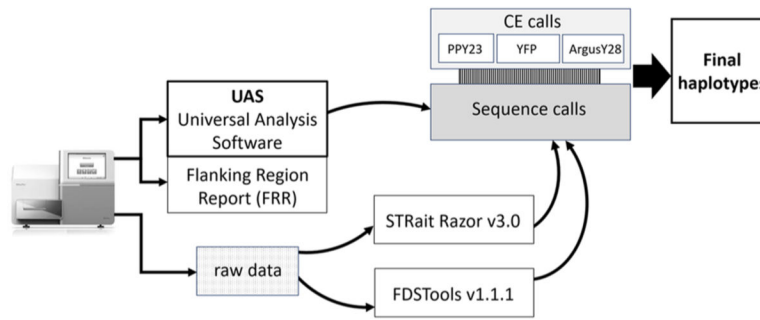 CE calls
PPY23 YFP ArgusY28
Final
haplotypes
UAS
Universal Analysis
Software
Sequence calls
Flanking Region
Report (FRR)
STRait Razor v3.0
raw data
FDSTools v1.1.1